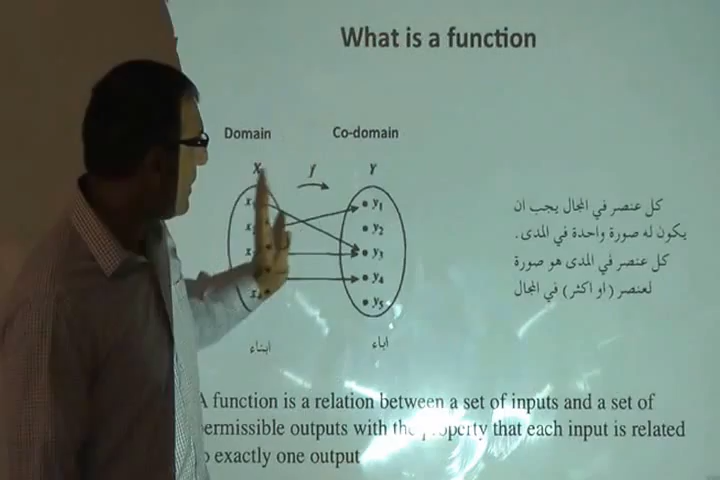 What is a function
Domain
Co-domain
X
f
Y
y1
y2
y3
y4
y5
أبناء
أباء
كل عنصر في المجال يجب ان
يكون له صورة واحدة في المدى.
كل عنصر في المدى هو صورة
لعنصر (او اكثر) في المجال
A function is a relation between a set of inputs and a set of
permissible outputs with the property that each input is related
to exactly one output